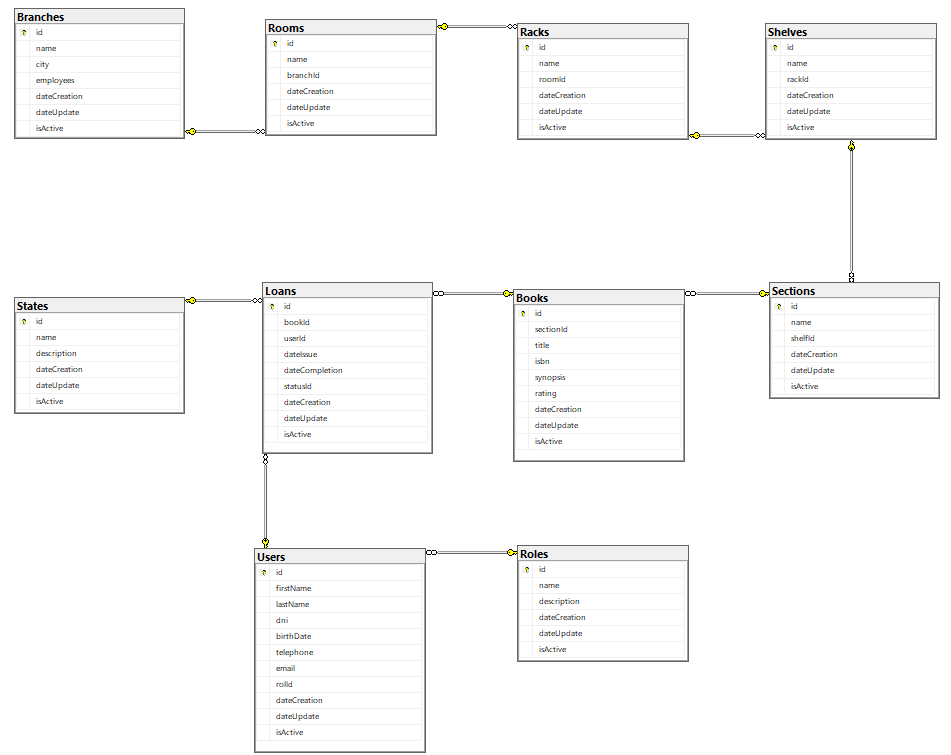 Branches
id
name
city
employees
dateCreation
dateUpdate
isActive
Rooms
id
name
branchId
dateCreation
dateUpdate
isActive
Racks
id
name
roomId
dateCreation
dateUpdate
isActive
Shelves
id
name
rackId
dateCreation
dateUpdate
isActive
States
id
name
description
dateCreation
dateUpdate
isActive
Loans
id
bookId
userId
dateIssue
dateCompletion
statusId
dateCreation
dateUpdate
isActive
Books
id
sectionId
title
isbn
synopsis
rating
dateCreation
dateUpdate
isActive
Sections
id
name
shelfId
dateCreation
dateUpdate
isActive
Users
id
firstName
lastName
dni
birthDate
telephone
email
rolId
dateCreation
dateUpdate
isActive
Roles
id
name
description
dateCreation
dateUpdate
isActive